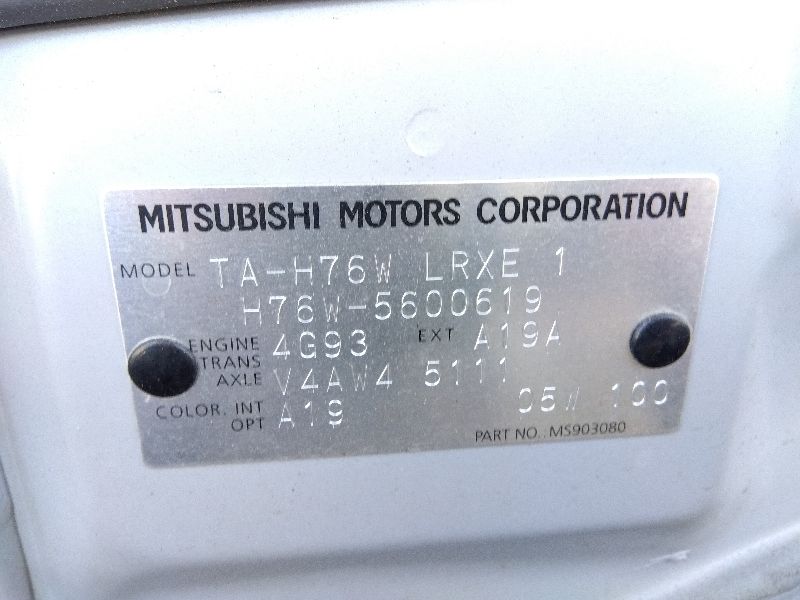 MITSUBISHI MOTORS CORPORATION
MODEL TA-H76W LRXE 1
H76W-5600619
ENGINE 4G93 EXT A19A
TRANS AXLE V4AW4 5111
COLOR, INT OPT A19 05W 100
PART NO. MS903080